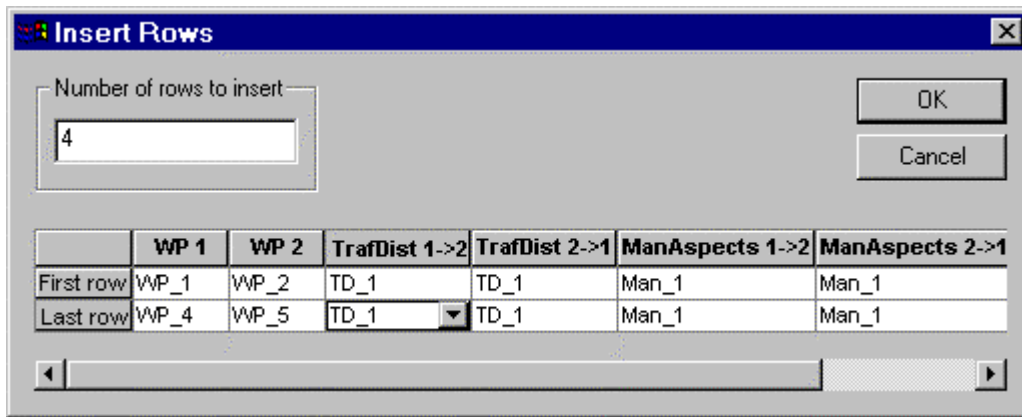 Insert Rows
Number of rows to insert
4
OK
Cancel
WP 1 WP 2 TrafDist 1->2 TrafDist 2->1 ManAspects 1->2 ManAspects 2->1
First row WP_1 WP_2 TD_1 TD_1 Man_1 Man_1
Last row WP_4 WP_5 TD_1 TD_1 Man_1 Man_1